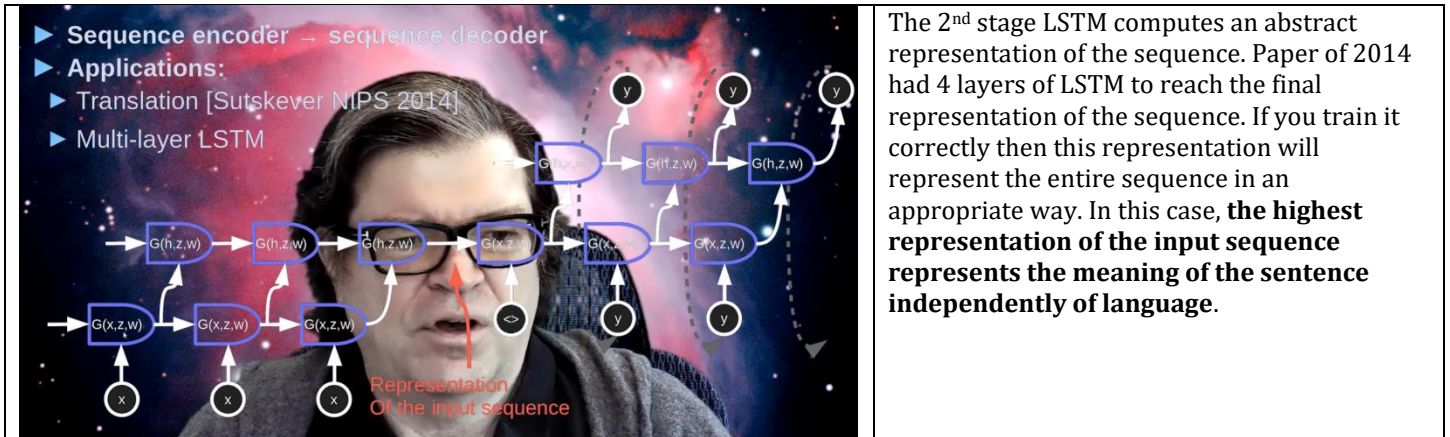 ► Sequence encoder → sequence decoder
► Applications:
► Translation [Sutskever NIPS 2014]
► Multi-layer LSTM
y y y
G(h,z,w) G(h,z,w) G(h,z,w)
G(h,z,w) G(h,z,w) G(h,z,w) G(x,z,w) G(x,z,w) G(x,z,w)
G(x,z,w) G(x,z,w) G(x,z,w) <> y y
x x x
Representation
Of the input sequence
The 2nd stage LSTM computes an abstract
representation of the sequence. Paper of 2014
had 4 layers of LSTM to reach the final
representation of the sequence. If you train it
correctly then this representation will
represent the entire sequence in an
appropriate way. In this case, the highest
representation of the input sequence
represents the meaning of the sentence
independently of language.